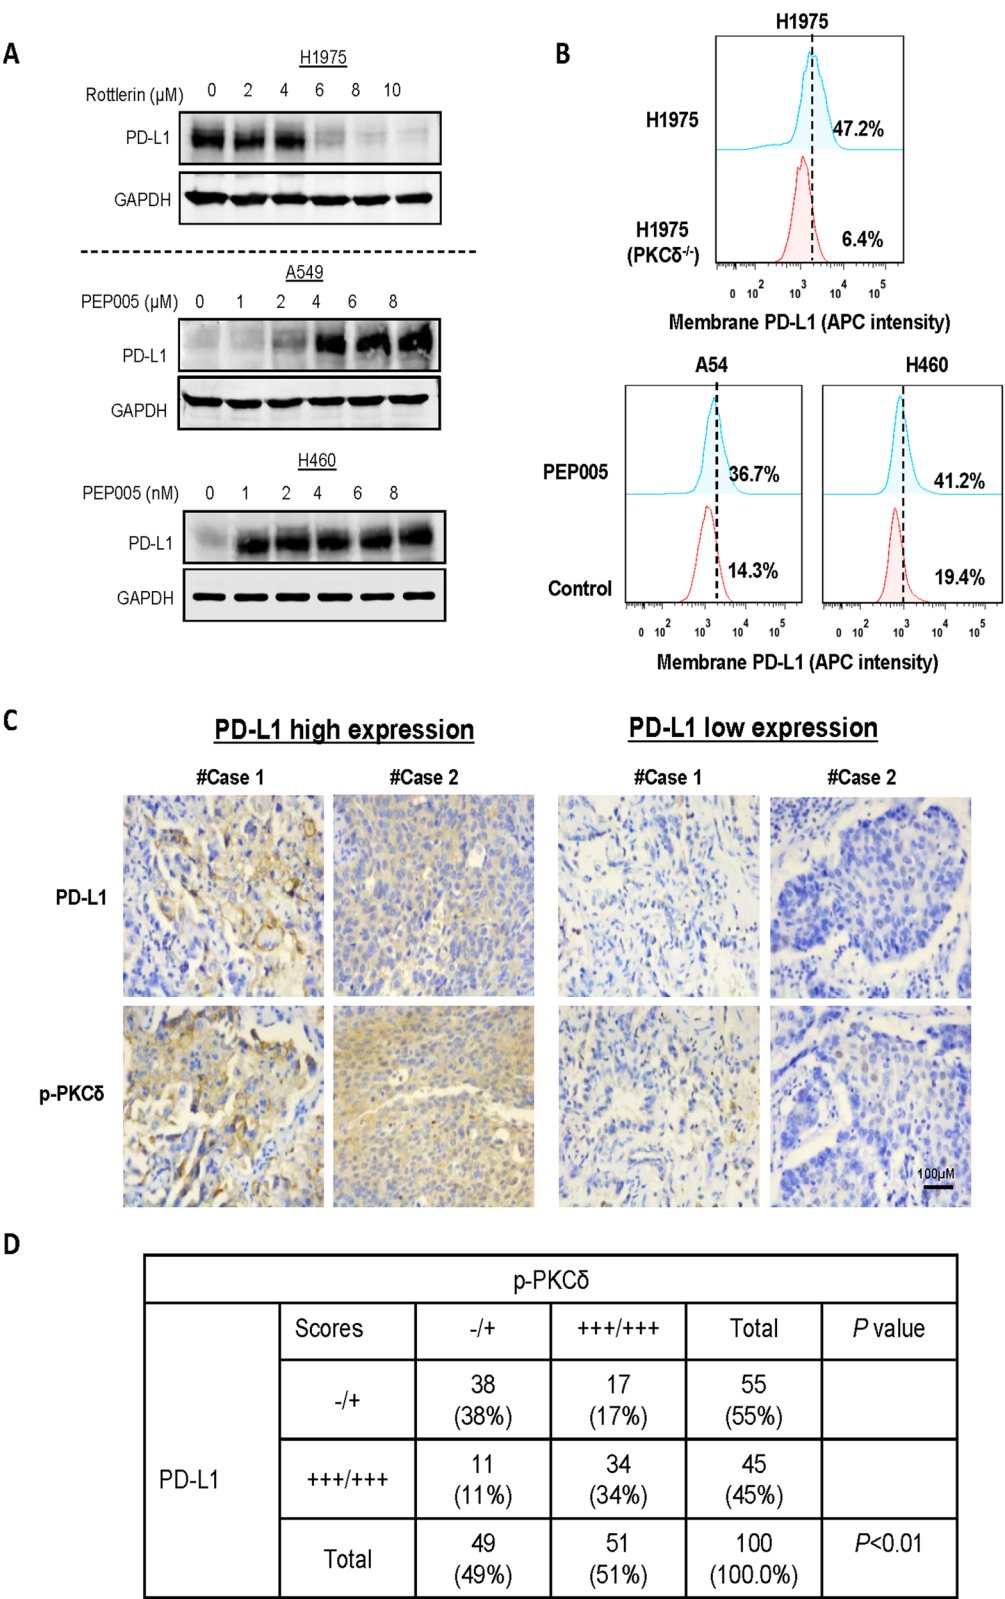 A
H1975
Rottlerin (µM) 0 2 4 6 8 10
PD-L1
GAPDH
A549
PEP005 (µM) 0 1 2 4 6 8
PD-L1
GAPDH
H460
PEP005 (nM) 0 1 2 4 6 8
PD-L1
GAPDH
B
H1975
H1975
47.2%
H1975
(PKCδ-/-)
6.4%
0 10² 10³ 10⁴ 10⁵
Membrane PD-L1 (APC intensity)
A54 H460
PEP005
36.7% 41.2%
Control
14.3% 19.4%
0 10² 10³ 10⁴ 10⁵ 0 10² 10³ 10⁴ 10⁵
Membrane PD-L1 (APC intensity)
C
PD-L1 high expression PD-L1 low expression
#Case 1 #Case 2 #Case 1 #Case 2
PD-L1
p-PKCδ
100µM
D
p-PKCδ
Scores -/+ +++/+++ Total P value
-/+ 38 17 55
(38%) (17%) (55%)
PD-L1
+++/+++ 11 34 45
(11%) (34%) (45%)
Total 49 51 100 P<0.01
(49%) (51%) (100.0%)